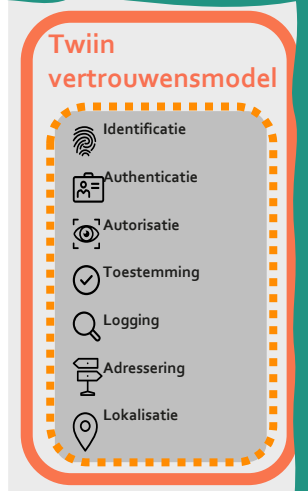 Twiin
vertrouwensmodel
Identificatie
Authenticatie
Autorisatie
Toestemming
Logging
Adressering
Lokalisatie